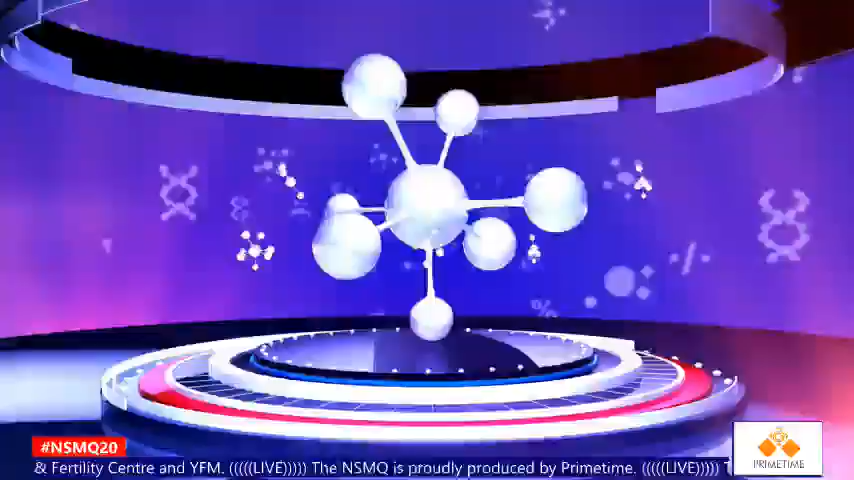 #NSMQ20
& Fertility Centre and YFM. (((((LIVE))))) The NSMQ is proudly produced by Primetime. (((((LIVE))))) T
PRIMETIME